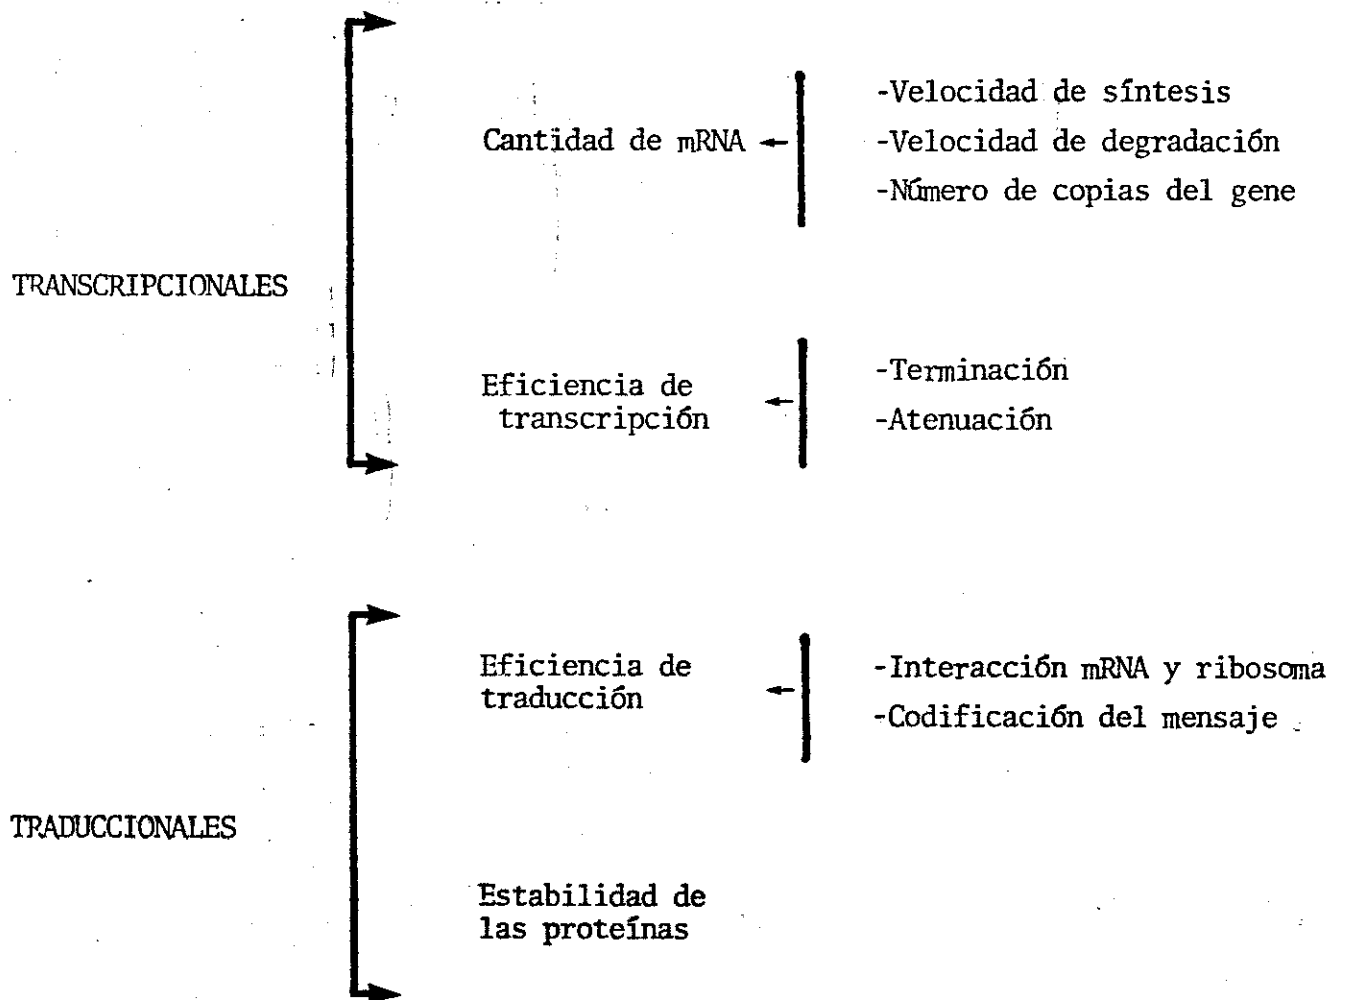 TRANSCRIPCIONALES
Cantidad de mRNA
-Velocidad de síntesis
-Velocidad de degradación
-Número de copias del gene
Eficiencia de
transcripción
-Terminación
-Atenuación
TRADUCCIONALES
Eficiencia de
traducción
-Interacción mRNA y ribosoma
-Codificación del mensaje
Estabilidad de
las proteínas